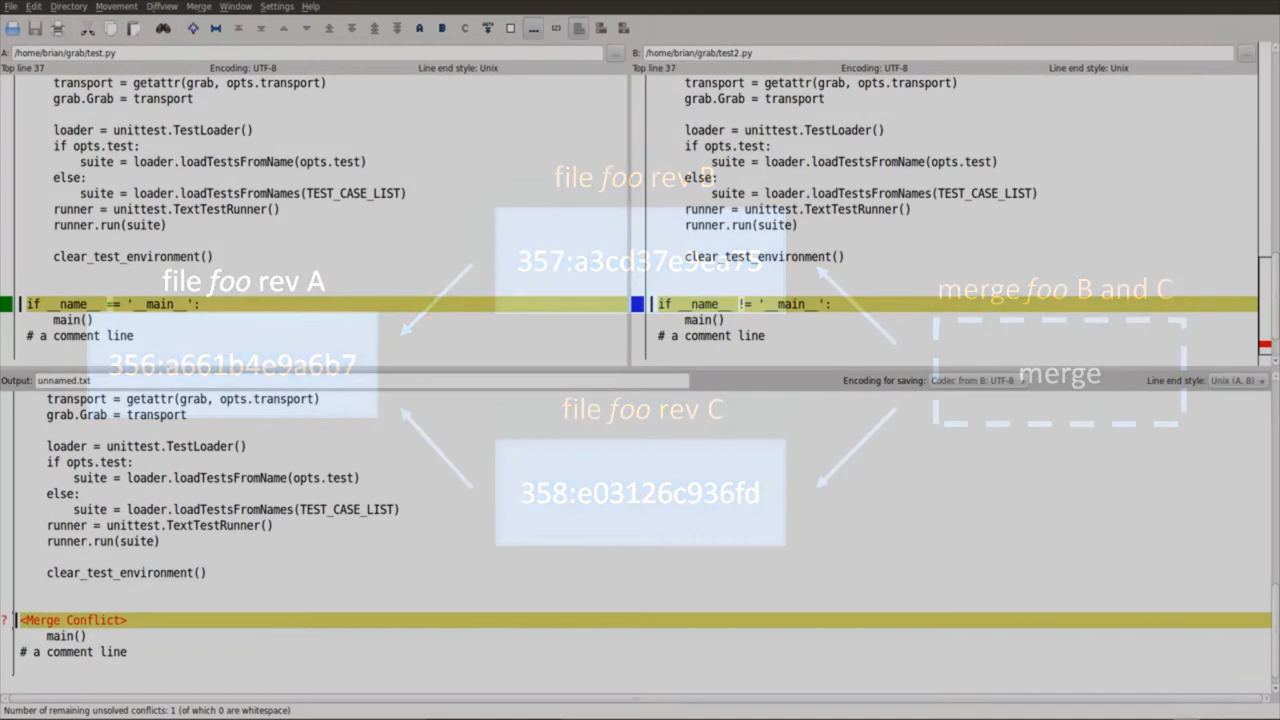 File Edit Directory Movement Diffview Merge Window Settings Help
A: /home/brian/grab/test.py ...
B: /home/brian/grab/test2.py ...
Top line 37 Encoding: UTF-8 Line end style: Unix
Top line 37 Encoding: UTF-8 Line end style: Unix
transport = getattr(grab, opts.transport)
grab.Grab = transport
loader = unittest.TestLoader()
if opts.test:
suite = loader.loadTestsFromName(opts.test)
else:
suite = loader.loadTestsFromNames(TEST_CASE_LIST)
runner = unittest.TextTestRunner()
runner.run(suite)
clear_test_environment()
if __name__ == '__main__':
main()
# a comment line
transport = getattr(grab, opts.transport)
grab.Grab = transport
loader = unittest.TestLoader()
if opts.test:
suite = loader.loadTestsFromName(opts.test)
else:
suite = loader.loadTestsFromNames(TEST_CASE_LIST)
runner = unittest.TextTestRunner()
runner.run(suite)
clear_test_environment()
if __name__ != '__main__':
main()
# a comment line
file foo rev B
357:a3cd37e9ea75
file foo rev A
356:a661b4e9a6b7
merge foo B and C
merge
file foo rev C
358:e03126c936fd
Output: unnamed.txt Encoding for saving: Codec from B: UTF-8 Line end style: Unix (A, B)
transport = getattr(grab, opts.transport)
grab.Grab = transport
loader = unittest.TestLoader()
if opts.test:
suite = loader.loadTestsFromName(opts.test)
else:
suite = loader.loadTestsFromNames(TEST_CASE_LIST)
runner = unittest.TextTestRunner()
runner.run(suite)
clear_test_environment()
? <Merge Conflict>
main()
# a comment line
Number of remaining unsolved conflicts: 1 (of which 0 are whitespace)